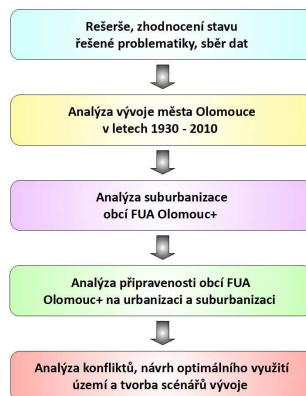 Rešerše, zhodnocení stavu
řešené problematiky, sběr dat
Analýza vývoje města Olomouce
v letech 1930 - 2010
Analýza suburbanizace
obcí FUA Olomouc+
Analýza připravenosti obcí FUA
Olomouc+ na urbanizaci a suburbanizaci
Analýza konfliktů, návrh optimálního využití
území a tvorba scénářů vývoje